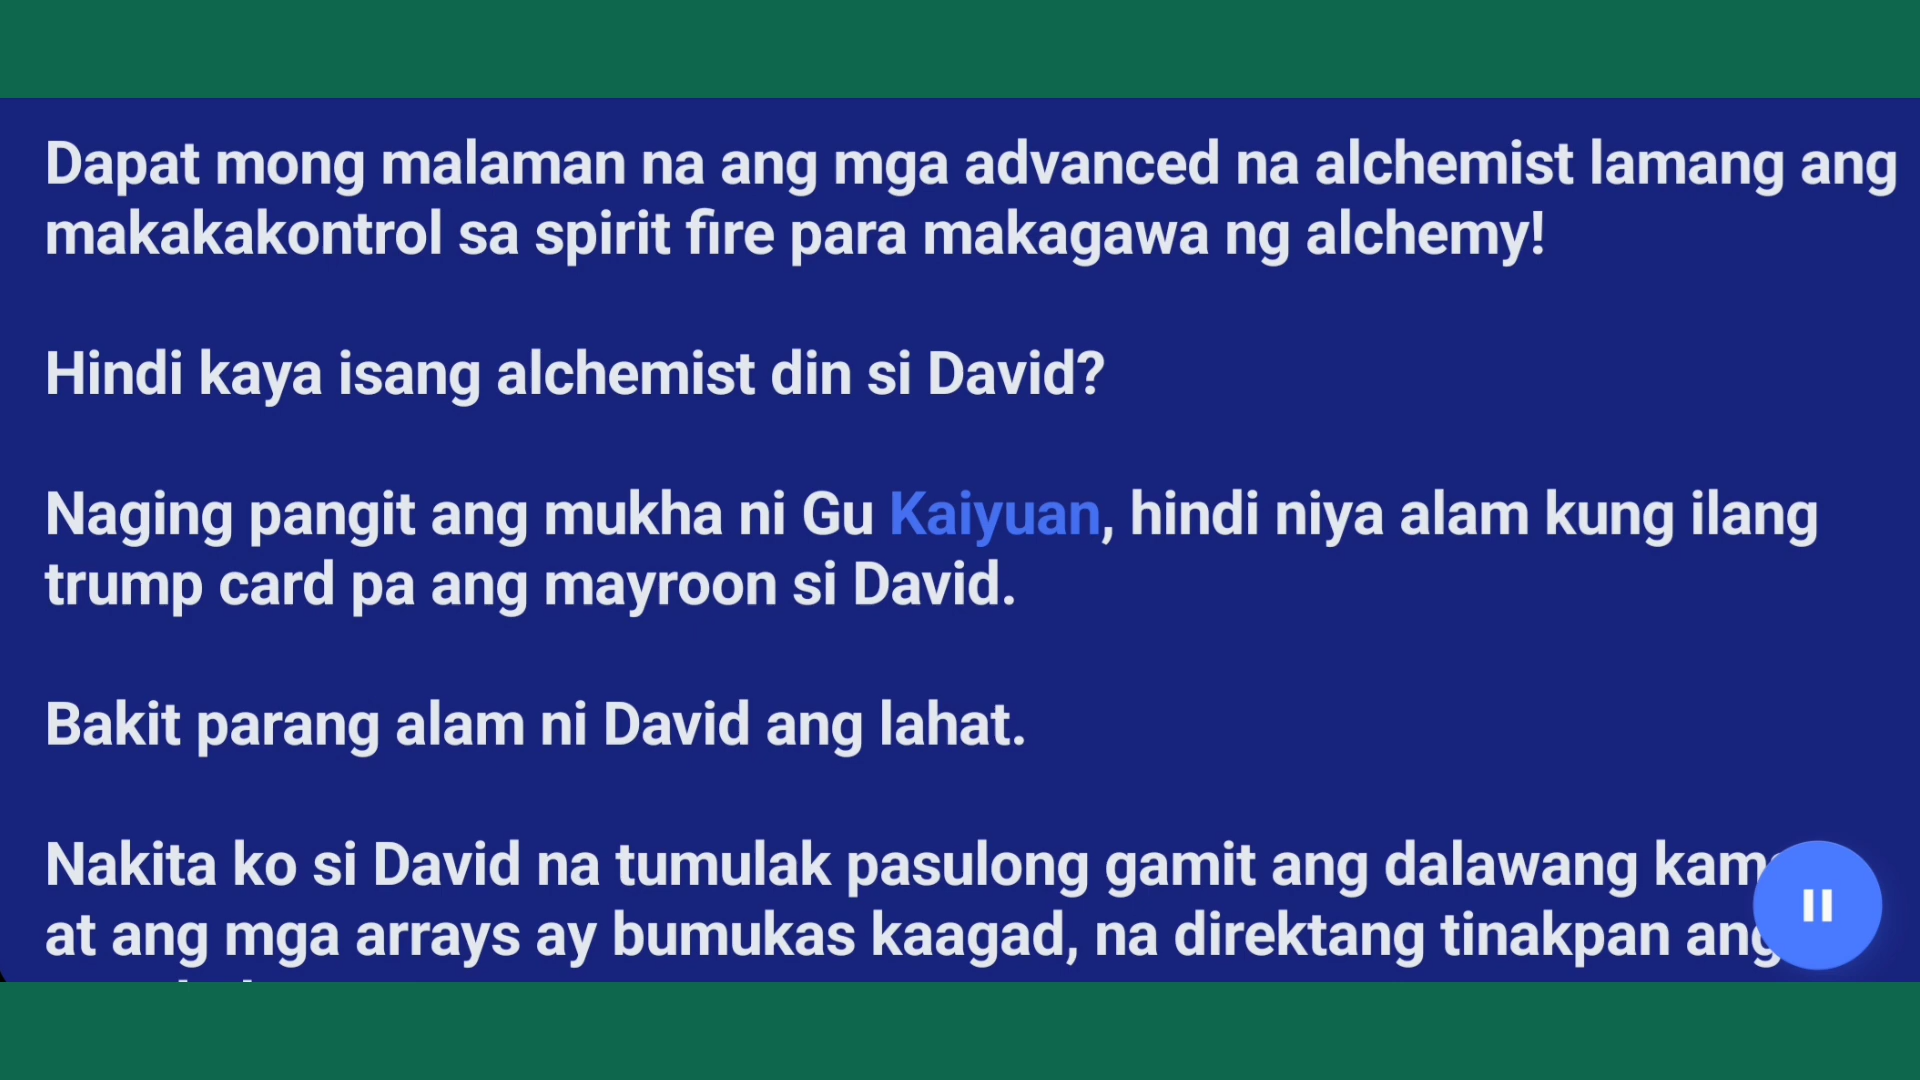 Dapat mong malaman na ang mga advanced na alchemist lamang ang
makakakontrol sa spirit fire para makagawa ng alchemy!
Hindi kaya isang alchemist din si David?
Naging pangit ang mukha ni Gu Kaiyuan, hindi niya alam kung ilang
trump card pa ang mayroon si David.
Bakit parang alam ni David ang lahat.
Nakita ko si David na tumulak pasulong gamit ang dalawang
at ang mga arrays ay bumukas kaagad, na direktang tinakpan ang